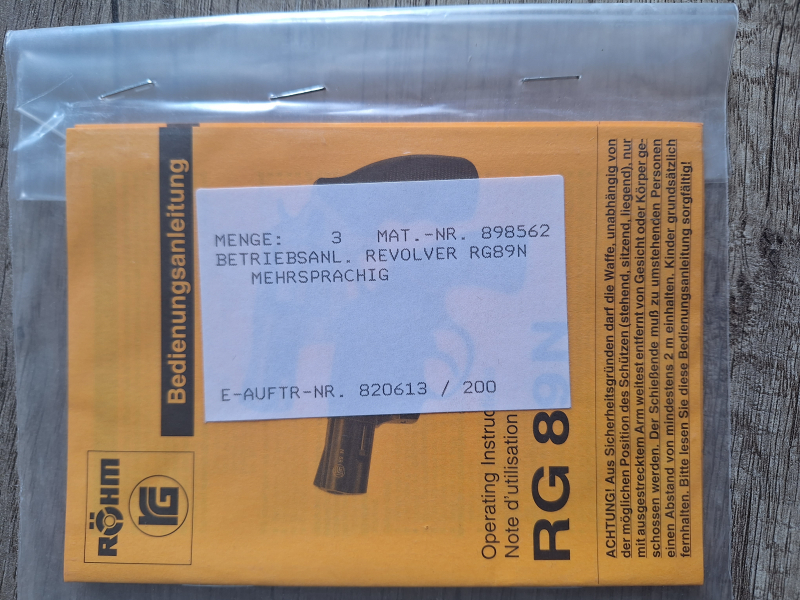 MENGE: 3 MAT.-NR. 898562
BETRIEBSANL. REVOLVER RG89N
MEHRSPRACHIG
E-AUFTR-NR. 820613 / 200
RÖHM
RG
Bedienungsanleitung
Operating Instruc
Note d'utilisation
RG 89N
ACHTUNG! Aus Sicherheitsgründen darf die Waffe, unabhängig von
der möglichen Position des Schützen (stehend, sitzend, liegend), nur
mit ausgestrecktem Arm weitest entfernt von Gesicht oder Körper ge-
schossen werden. Der Schießende muß zu umstehenden Personen
einen Abstand von mindestens 2 m einhalten. Kinder grundsätzlich
fernhalten. Bitte lesen Sie diese Bedienungsanleitung sorgfältig!